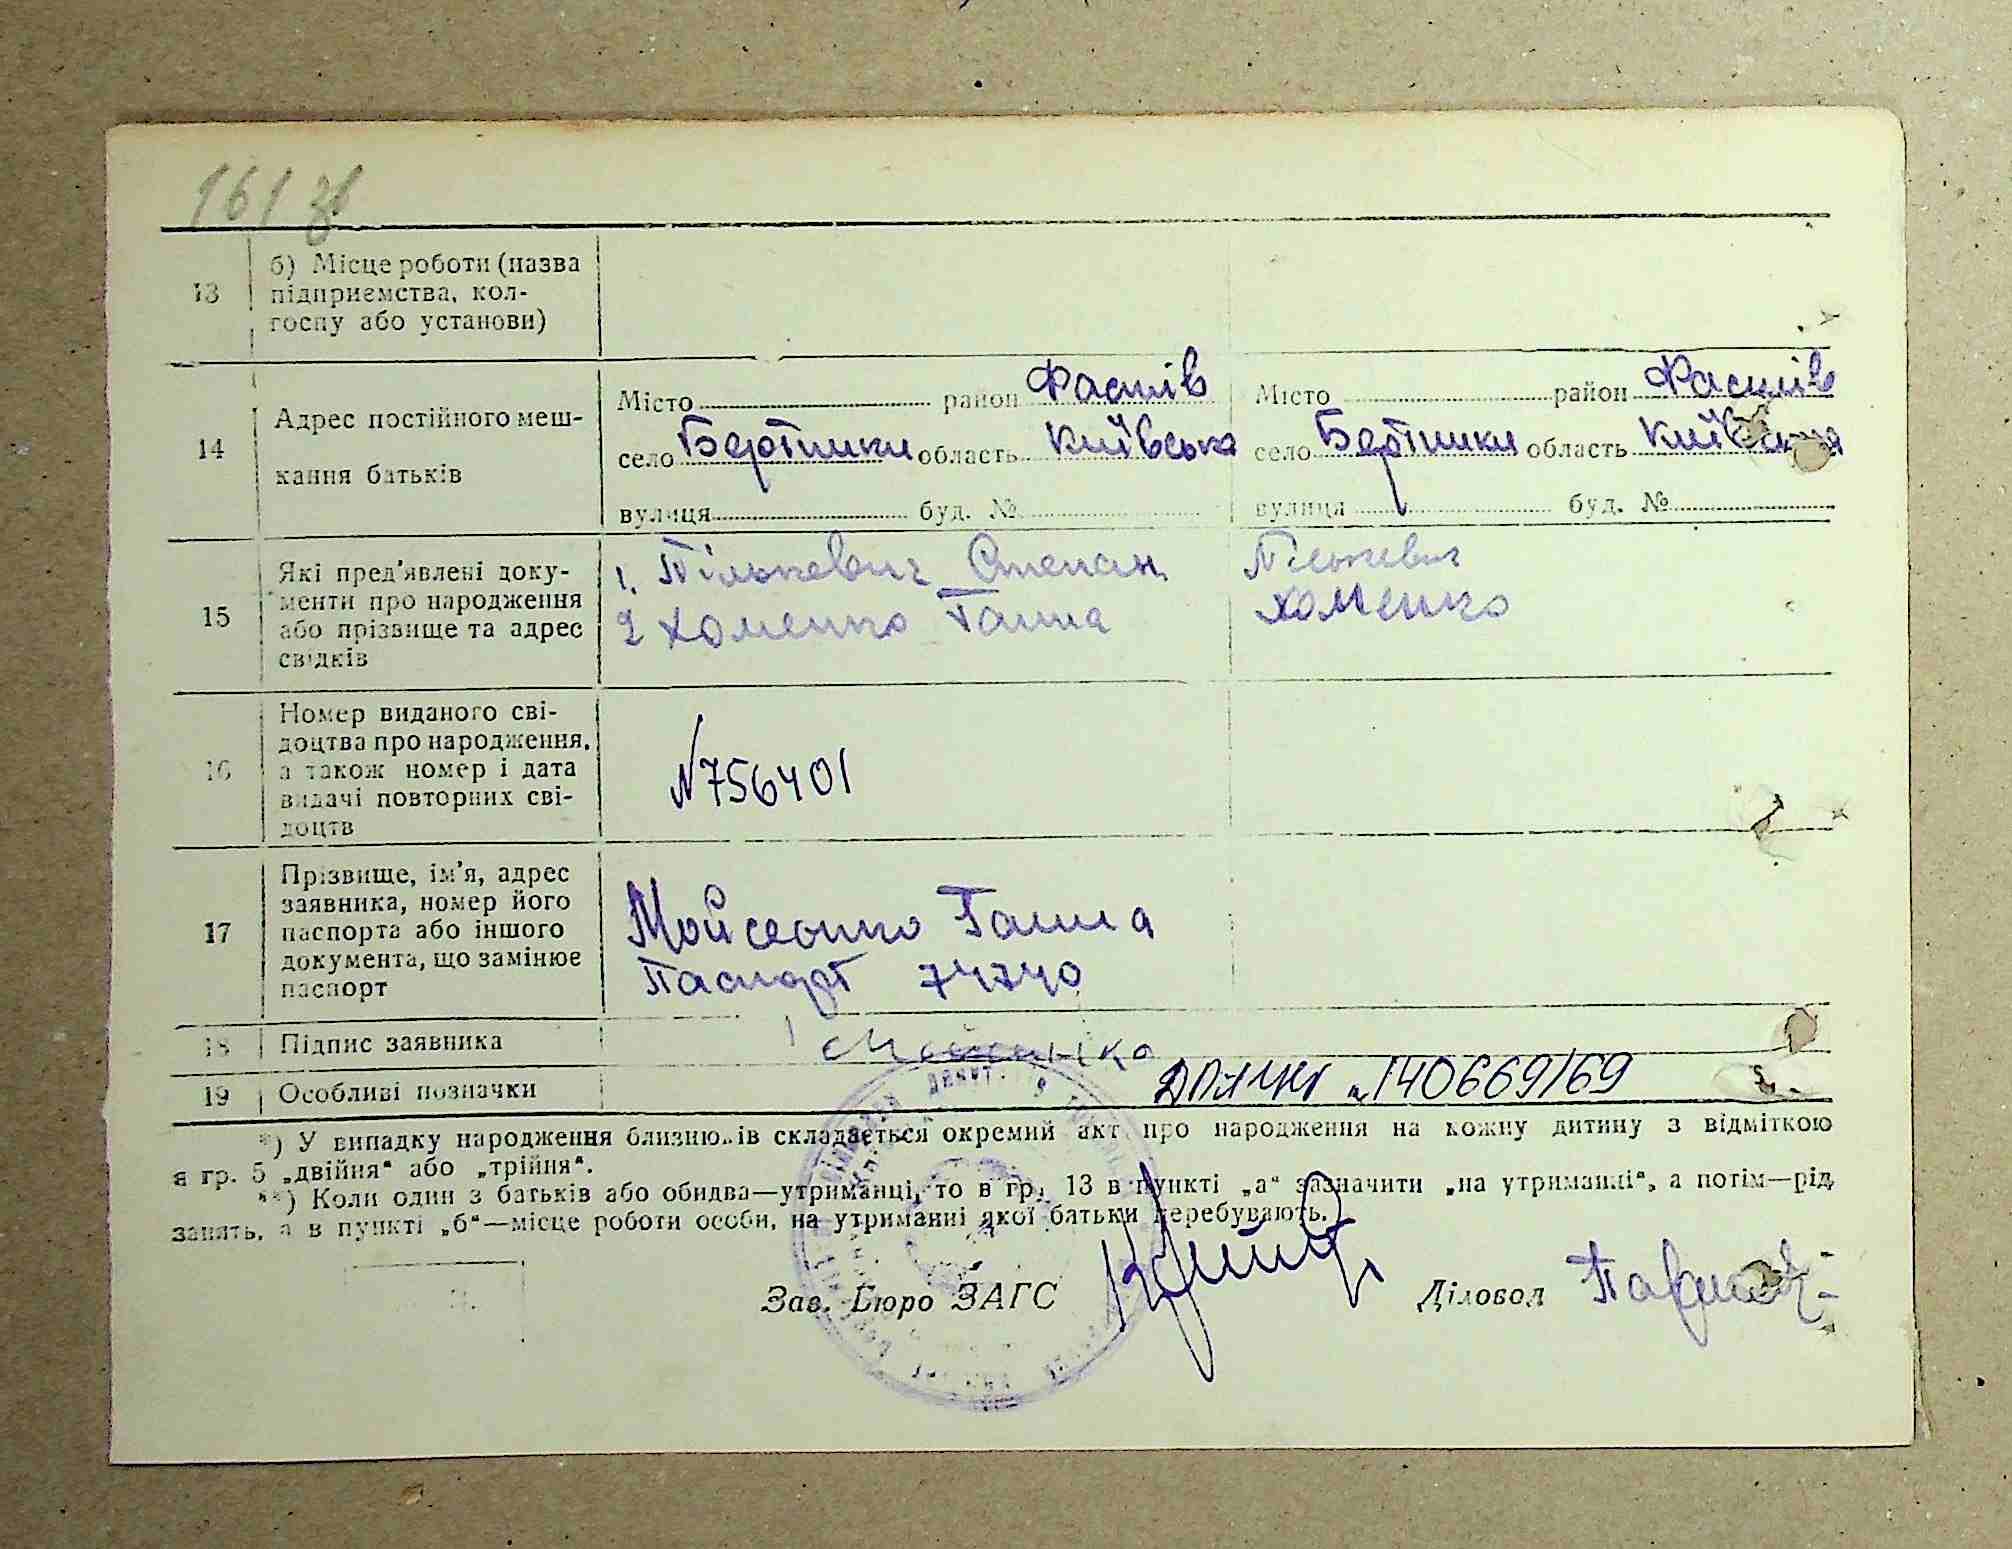 161 зв
13
б) Місце роботи (назва
підприємства, кол-
госпу або установи)
14
Адрес постійного меш-
кання батьків
Місто район Фастів
село область Київська
вулиця буд. №
Місто район Фастів
село область Київська
вулиця буд. №
15
Які пред'явлені доку-
менти про народження
або прізвище та адрес
свідків
1. Пількевич Степан
2 Хоменко Ганна
Пількевич
Хоменко
16
Номер виданого сві-
доцтва про народження,
а також номер і дата
видачі повторних сві-
доцтв
N756401
17
Прізвище, ім'я, адрес
заявника, номер його
паспорта або іншого
документа, що замінює
паспорт
Мойсеєнко Ганна
Паспорт 74740
18
Підпис заявника
19
Особливі позначки
140669/69
*) У випадку народження близнюків складається окремий акт про народження на кожну дитину з відміткою
в гр. 5 „двійня“ або „трійня“.
**) Коли один з батьків або обидва—утриманці, то в гр. 13 в пункті „а“ зазначити „на утриманні“, а потім—рід
занять, а в пункті „б“—місце роботи особи, на утриманні якої батьки перебувають.
Зав. Бюро ЗАГС
Діловод